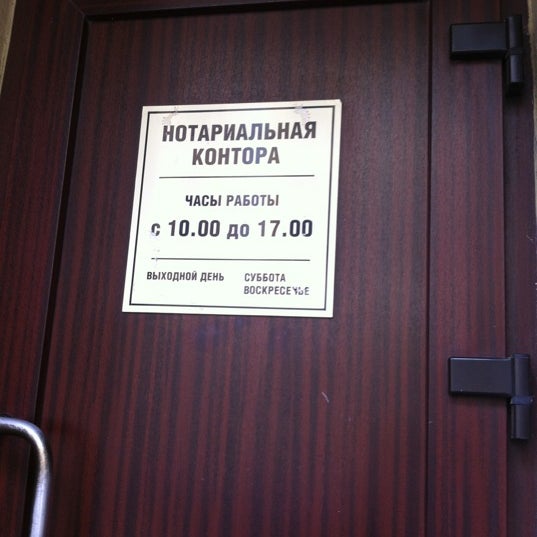 НОТАРИАЛЬНАЯ
КОНТОРА
ЧАСЫ РАБОТЫ
с 10.00 до 17.00
ВЫХОДНОЙ ДЕНЬ СУББОТА
ВОСКРЕСЕНЬЕ